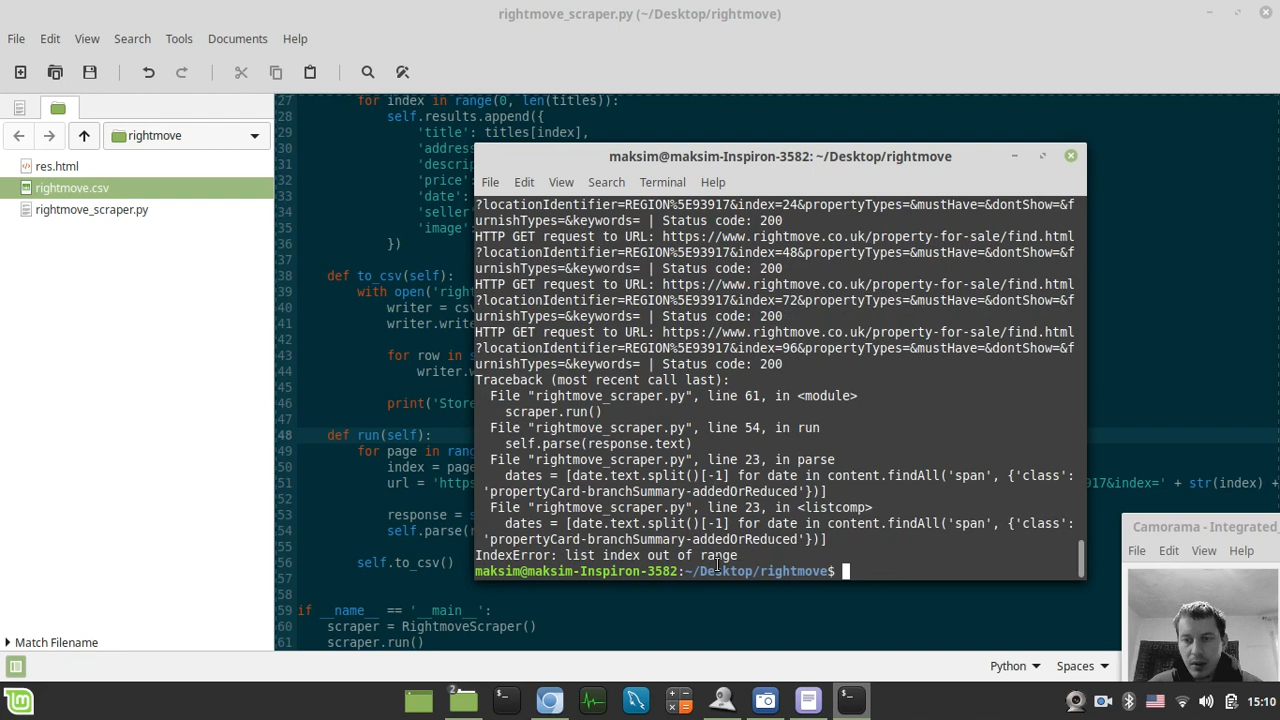 rightmove_scraper.py (~/Desktop/rightmove)
File Edit View Search Tools Documents Help
rightmove
res.html
rightmove.csv
rightmove_scraper.py
Match Filename
27 for index in range(0, len(titles)):
28 self.results.append({
29 'title': titles[index],
30 'address
31 'descrip
32 'price'
33 'date':
34 'seller
35 'image'
36 })
37
38 def to_csv(self):
39 with open('right
40 writer = csv
41 writer.write
42
43 for row in s
44 writer.w
45
46 print('Store
47
48 def run(self):
49 for page in rang
50 index = page
51 url = 'https 917&index=' + str(index) +
52
53 response =
54 self.parse(r
55
56 self.to_csv()
57
58
59 if __name__ == '__main__':
60 scraper = RightmoveScraper()
61 scraper.run()
maksim@maksim-Inspiron-3582: ~/Desktop/rightmove
File Edit View Search Terminal Help
?locationIdentifier=REGION%5E93917&index=24&propertyTypes=&mustHave=&dontShow=&f
urnishTypes=&keywords= | Status code: 200
HTTP GET request to URL: https://www.rightmove.co.uk/property-for-sale/find.html
?locationIdentifier=REGION%5E93917&index=48&propertyTypes=&mustHave=&dontShow=&f
urnishTypes=&keywords= | Status code: 200
HTTP GET request to URL: https://www.rightmove.co.uk/property-for-sale/find.html
?locationIdentifier=REGION%5E93917&index=72&propertyTypes=&mustHave=&dontShow=&f
urnishTypes=&keywords= | Status code: 200
HTTP GET request to URL: https://www.rightmove.co.uk/property-for-sale/find.html
?locationIdentifier=REGION%5E93917&index=96&propertyTypes=&mustHave=&dontShow=&f
urnishTypes=&keywords= | Status code: 200
Traceback (most recent call last):
File "rightmove_scraper.py", line 61, in <module>
scraper.run()
File "rightmove_scraper.py", line 54, in run
self.parse(response.text)
File "rightmove_scraper.py", line 23, in parse
dates = [date.text.split()[-1] for date in content.findAll('span', {'class':
'propertyCard-branchSummary-addedOrReduced'})]
File "rightmove_scraper.py", line 23, in <listcomp>
dates = [date.text.split()[-1] for date in content.findAll('span', {'class':
'propertyCard-branchSummary-addedOrReduced'})]
IndexError: list index out of range
maksim@maksim-Inspiron-3582:~/Desktop/rightmove$
Camorama - Integrated_
File Edit View Help
Python Spaces
2
15:10